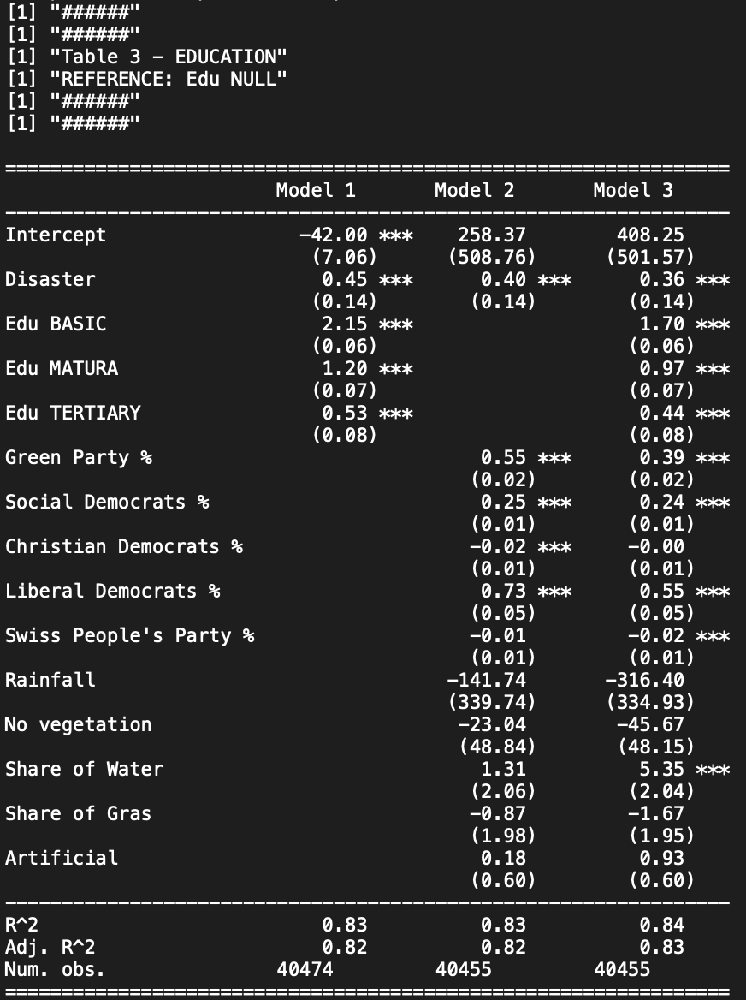 [1] "######"
[1] "######"
[1] "Table 3 - EDUCATION"
[1] "REFERENCE: Edu NULL"
[1] "######"
[1] "######"
================================================================
Model 1 Model 2 Model 3
----------------------------------------------------------------
Intercept -42.00 *** 258.37 408.25
(7.06) (508.76) (501.57)
Disaster 0.45 *** 0.40 *** 0.36 ***
(0.14) (0.14) (0.14)
Edu BASIC 2.15 *** 1.70 ***
(0.06) (0.06)
Edu MATURA 1.20 *** 0.97 ***
(0.07) (0.07)
Edu TERTIARY 0.53 *** 0.44 ***
(0.08) (0.08)
Green Party % 0.55 *** 0.39 ***
(0.02) (0.02)
Social Democrats % 0.25 *** 0.24 ***
(0.01) (0.01)
Christian Democrats % -0.02 *** -0.00
(0.01) (0.01)
Liberal Democrats % 0.73 *** 0.55 ***
(0.05) (0.05)
Swiss People's Party % -0.01 -0.02 ***
(0.01) (0.01)
Rainfall -141.74 -316.40
(339.74) (334.93)
No vegetation -23.04 -45.67
(48.84) (48.15)
Share of Water 1.31 5.35 ***
(2.06) (2.04)
Share of Gras -0.87 -1.67
(1.98) (1.95)
Artificial 0.18 0.93
(0.60) (0.60)
----------------------------------------------------------------
R^2 0.83 0.83 0.84
Adj. R^2 0.82 0.82 0.83
Num. obs. 40474 40455 40455
================================================================